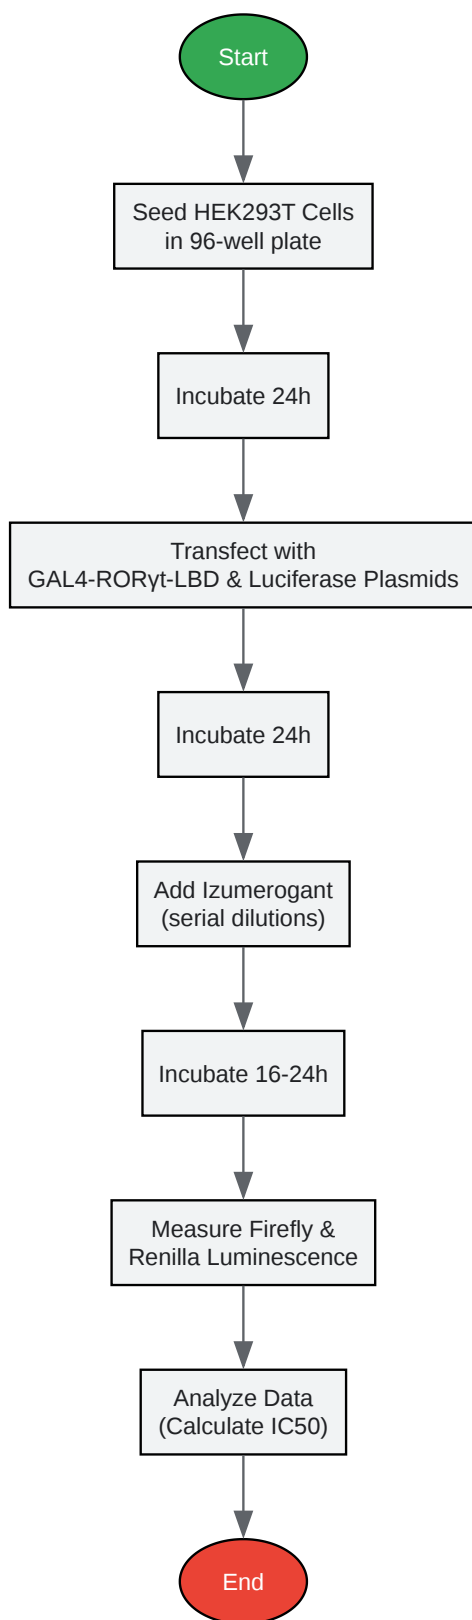 Start
Seed HEK293T Cells
in 96-well plate
Incubate 24h
Transfect with
GAL4-RORγt-LBD & Luciferase Plasmids
Incubate 24h
Add Izumerogant
(serial dilutions)
Incubate 16-24h
Measure Firefly &
Renilla Luminescence
Analyze Data
(Calculate IC50)
End